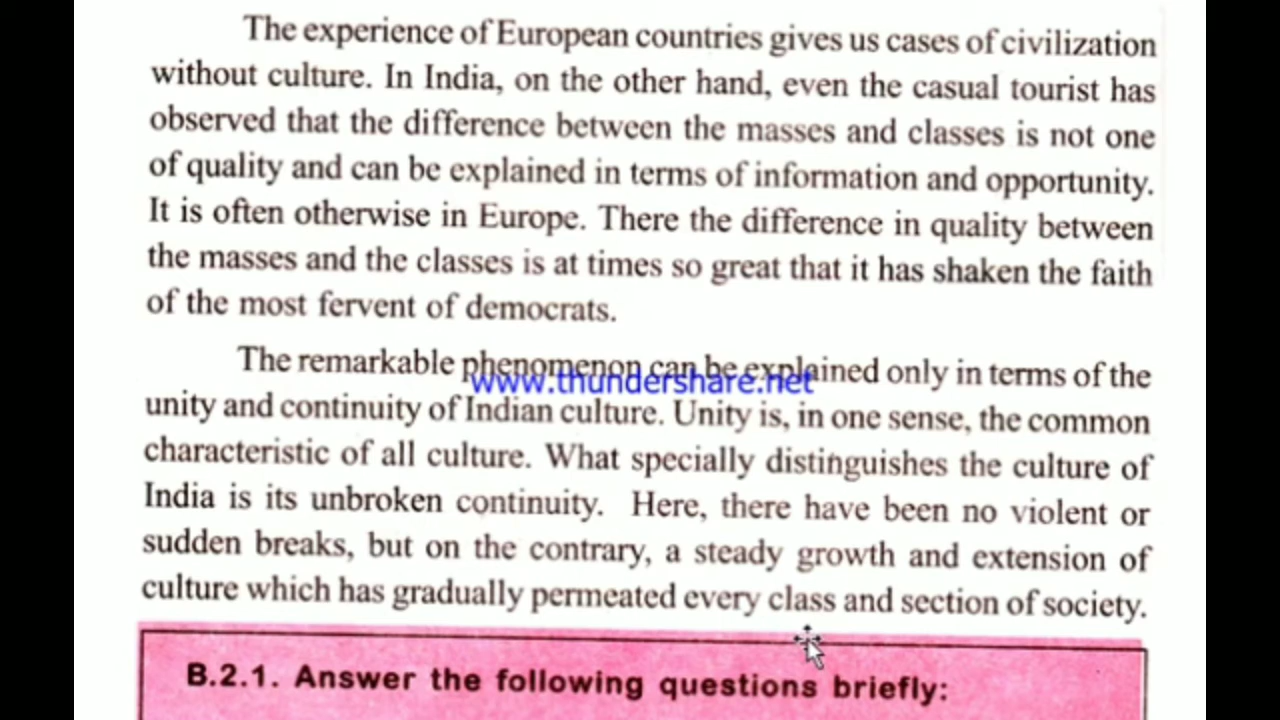 The experience of European countries gives us cases of civilization
without culture. In India, on the other hand, even the casual tourist has
observed that the difference between the masses and classes is not one
of quality and can be explained in terms of information and opportunity.
It is often otherwise in Europe. There the difference in quality between
the masses and the classes is at times so great that it has shaken the faith
of the most fervent of democrats.
The remarkable phenomenon can be explained only in terms of the
www.thundershare.net
unity and continuity of Indian culture. Unity is, in one sense, the common
characteristic of all culture. What specially distinguishes the culture of
India is its unbroken continuity. Here, there have been no violent or
sudden breaks, but on the contrary, a steady growth and extension of
culture which has gradually permeated every class and section of society.
B.2.1. Answer the following questions briefly: